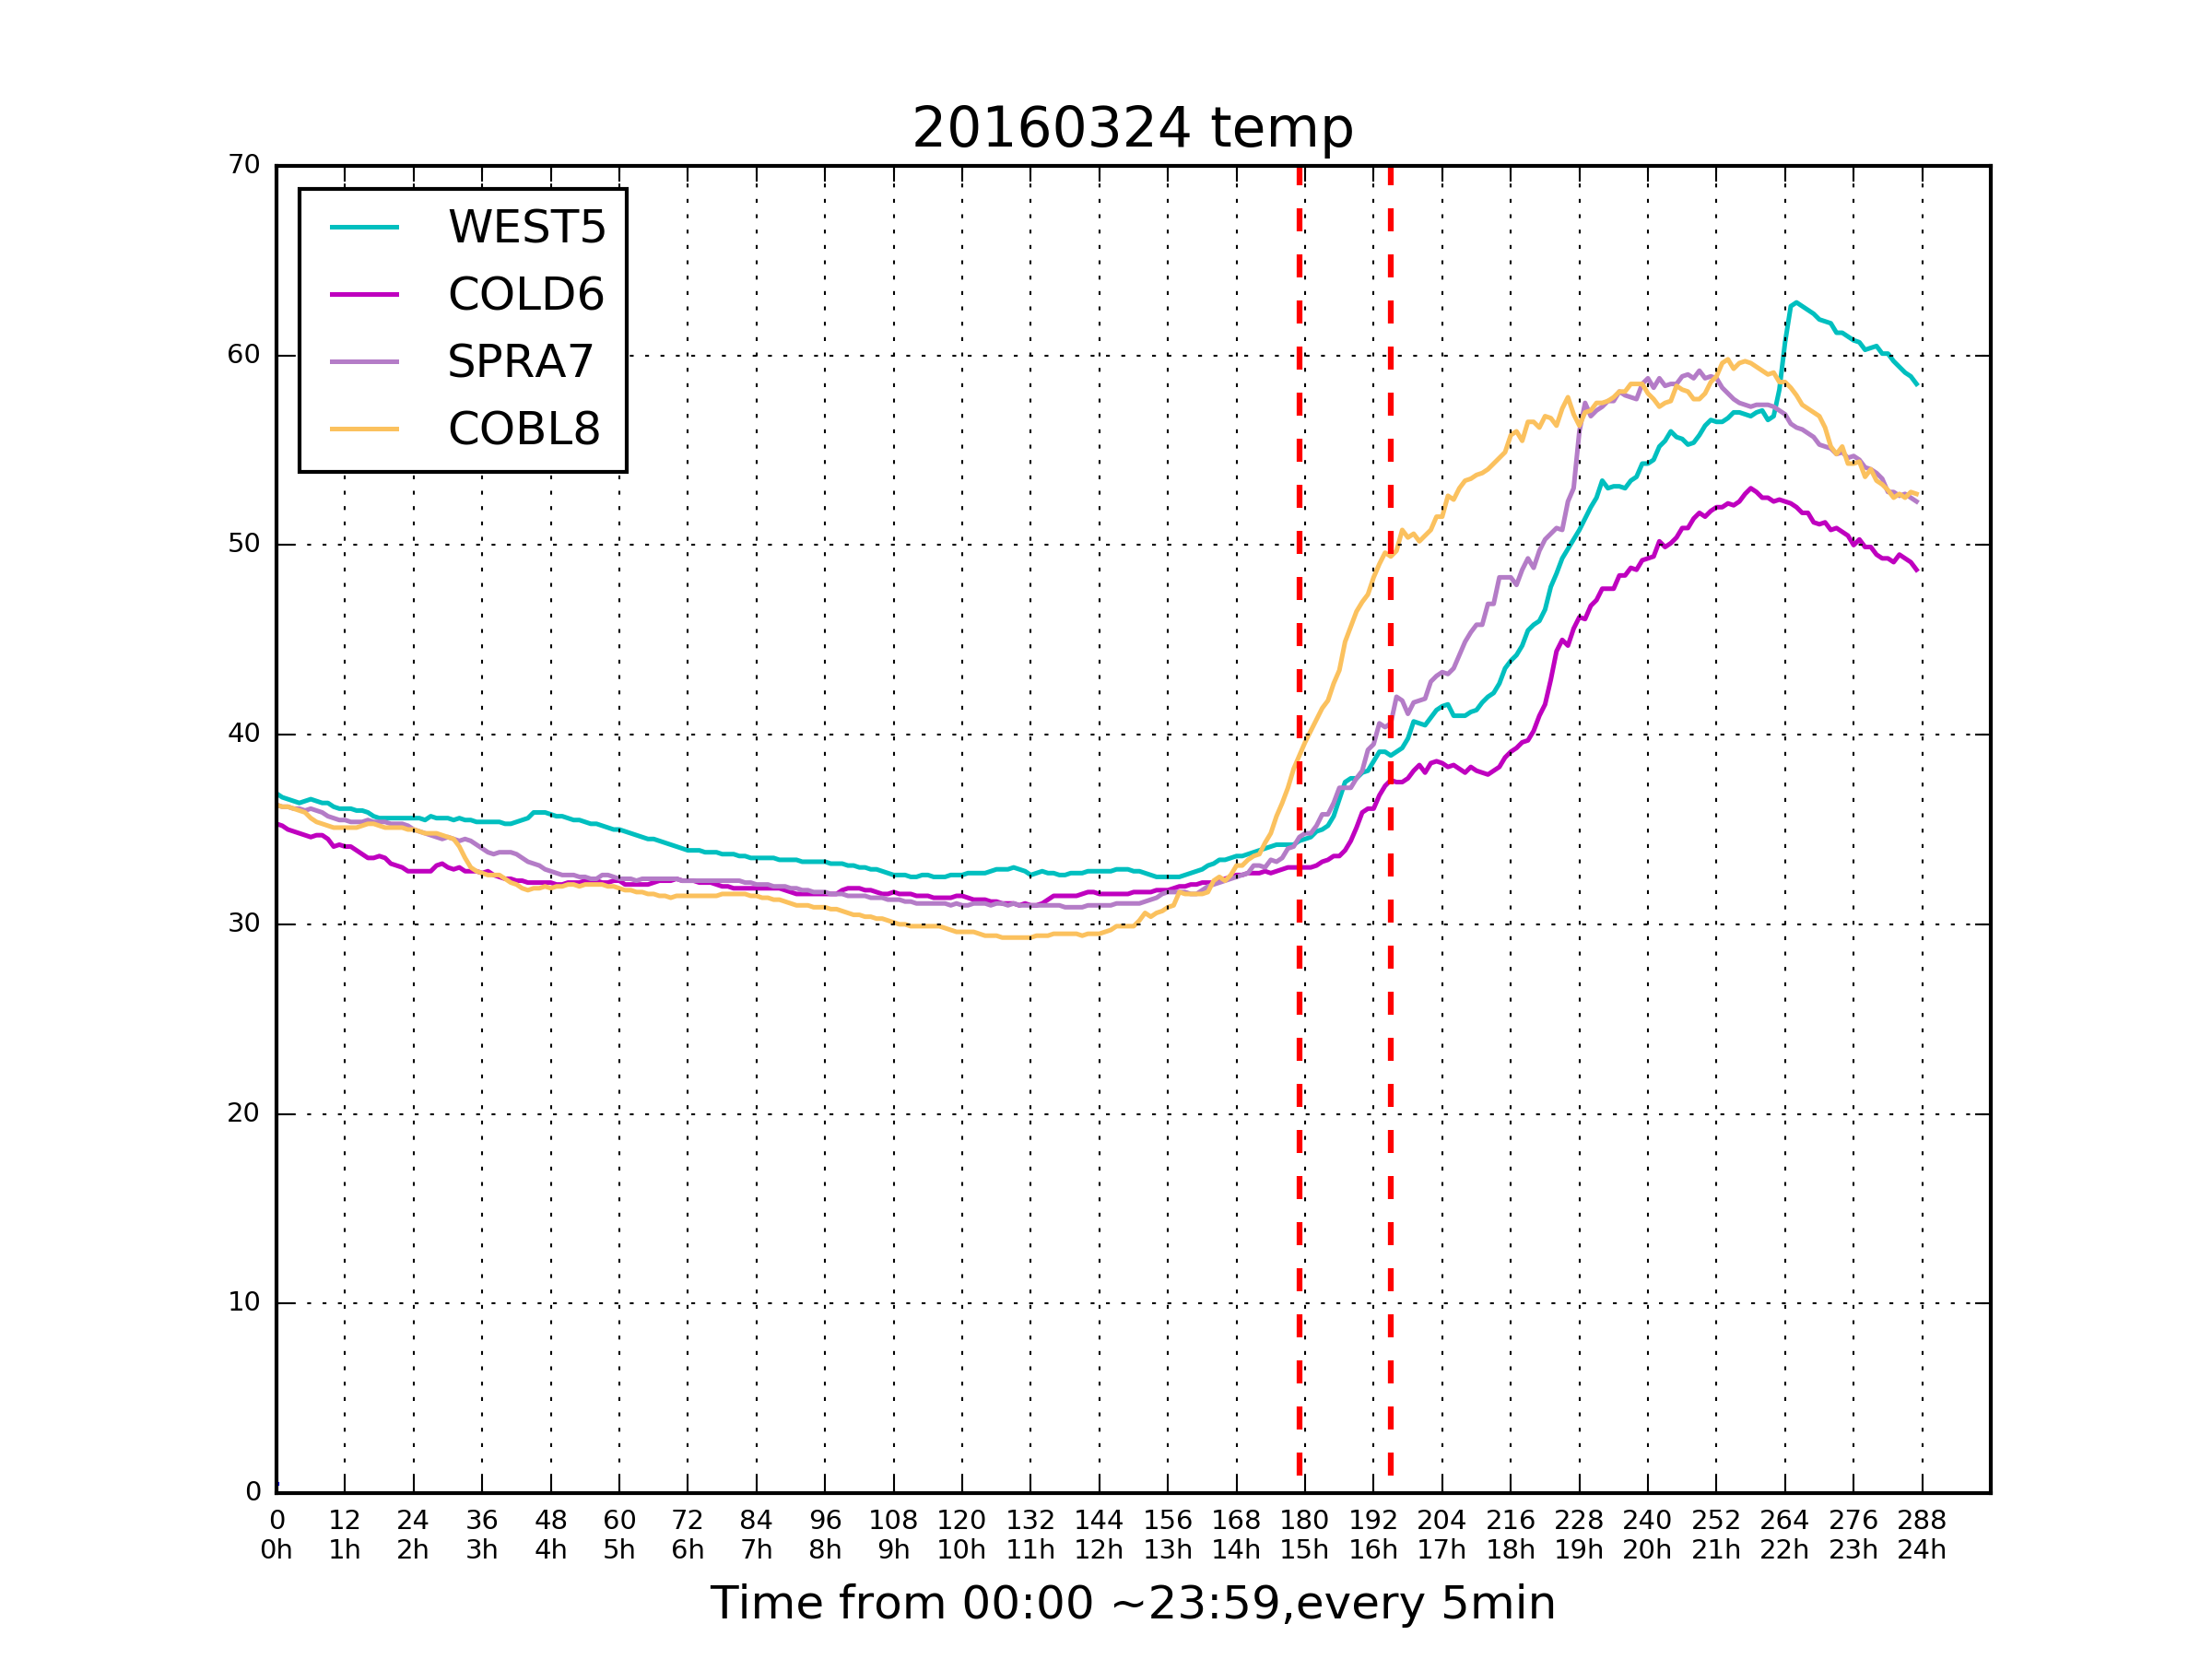 20160324 temp
70
60
50
40
30
20
10
0
WEST5
COLD6
SPRA7
COBL8
0 12 24 36 48 60 72 84 96 108 120 132 144 156 168 180 192 204 216 228 240 252 264 276 288
0h 1h 2h 3h 4h 5h 6h 7h 8h 9h 10h 11h 12h 13h 14h 15h 16h 17h 18h 19h 20h 21h 22h 23h 24h
Time from 00:00 ~23:59,every 5min